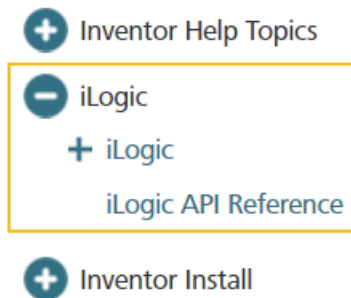 Inventor Help Topics
iLogic
iLogic
iLogic API Reference
Inventor Install